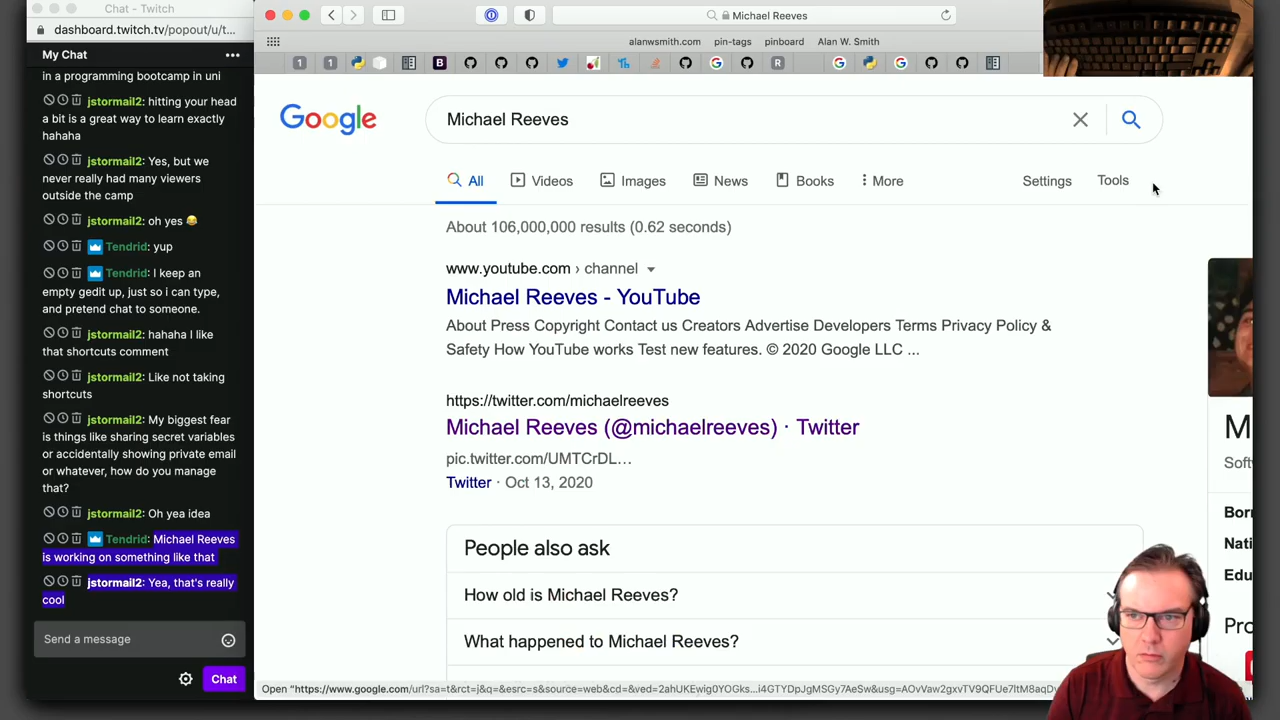 Chat - Twitch
dashboard.twitch.tv/popout/u/t...
My Chat
in a programming bootcamp in uni
jstormail2: hitting your head
a bit is a great way to learn exactly
hahaha
jstormail2: Yes, but we
never really had many viewers
outside the camp
jstormail2: oh yes 😂
Tendrid: yup
Tendrid: I keep an
empty gedit up, just so i can type,
and pretend chat to someone.
jstormail2: hahaha I like
that shortcuts comment
jstormail2: Like not taking
shortcuts
jstormail2: My biggest fear
is things like sharing secret variables
or accidentally showing private email
or whatever, how do you manage
that?
jstormail2: Oh yea idea
Tendrid: Michael Reeves
is working on something like that
jstormail2: Yea, that's really
cool
Send a message
Chat
Michael Reeves
alanwsmith.com pin-tags pinboard Alan W. Smith
1 1 B R
Google
Michael Reeves
All Videos Images News Books More Settings Tools
About 106,000,000 results (0.62 seconds)
www.youtube.com › channel
Michael Reeves - YouTube
About Press Copyright Contact us Creators Advertise Developers Terms Privacy Policy &
Safety How YouTube works Test new features. © 2020 Google LLC ...
https://twitter.com/michaelreeves
Michael Reeves (@michaelreeves) · Twitter
pic.twitter.com/UMTCrDL…
Twitter · Oct 13, 2020
People also ask
How old is Michael Reeves?
What happened to Michael Reeves?
M
Soft
Born
Nati
Edu
Pro